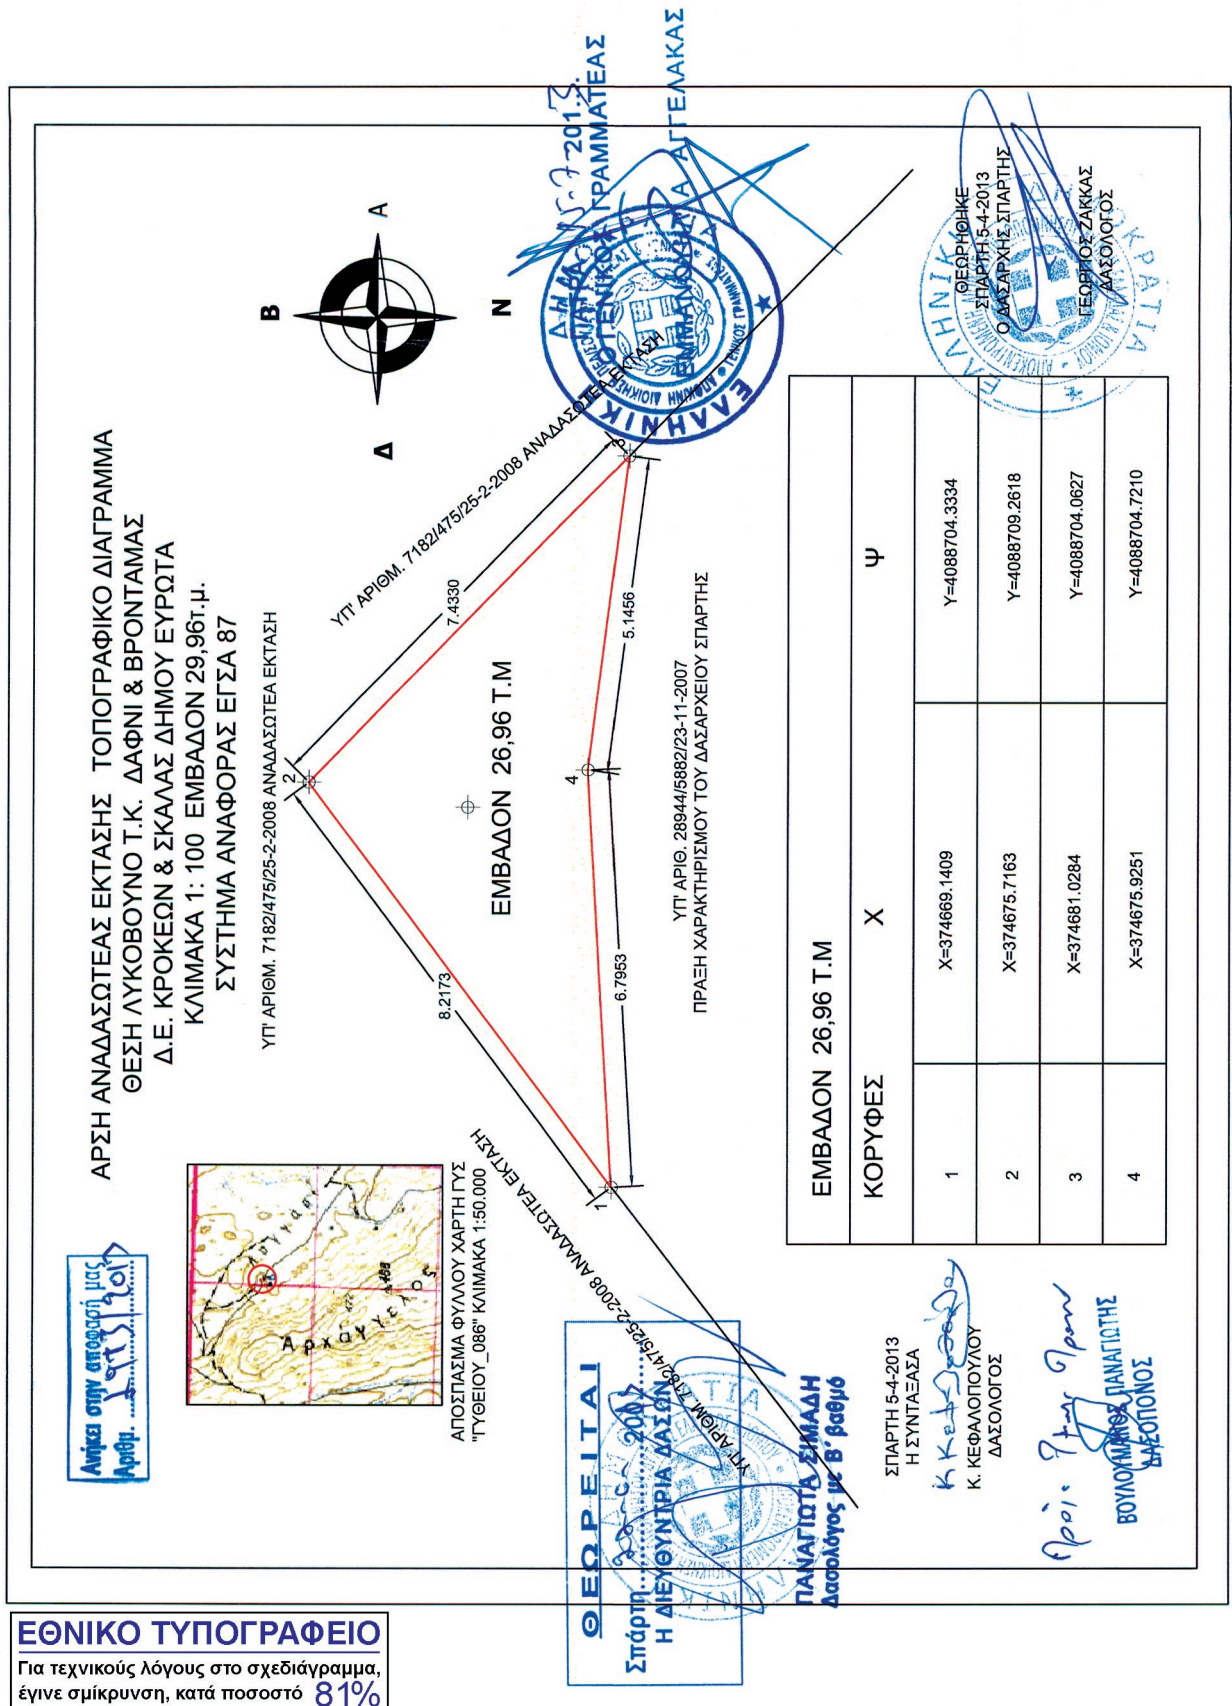 ΑΡΣΗ ΑΝΑΔΑΣΩΤΕΑΣ ΕΚΤΑΣΗΣ ΤΟΠΟΓΡΑΦΙΚΟ ΔΙΑΓΡΑΜΜΑ
ΘΕΣΗ ΛΥΚΟΒΟΥΝΟ Τ.Κ. ΔΑΦΝΙ & ΒΡΟΝΤΑΜΑΣ
Δ.Ε. ΚΡΟΚΕΩΝ & ΣΚΑΛΑΣ ΔΗΜΟΥ ΕΥΡΩΤΑ
ΚΛΙΜΑΚΑ 1: 100 ΕΜΒΑΔΟΝ 29,96τ.μ.
ΣΥΣΤΗΜΑ ΑΝΑΦΟΡΑΣ ΕΓΣΑ 87
Ανήκει στην απόφασή μας
Αριθμ. 1973/2013
Αρχάγγελος
ΑΠΟΣΠΑΣΜΑ ΦΥΛΛΟΥ ΧΑΡΤΗ ΓΥΣ
"ΓΥΘΕΙΟΥ_086" ΚΛΙΜΑΚΑ 1:50.000
Β
Α
Δ
Ν
ΥΠ' ΑΡΙΘΜ. 7182/475/25-2-2008 ΑΝΑΔΑΣΩΤΕΑ ΕΚΤΑΣΗ
ΥΠ' ΑΡΙΘΜ. 7182/475/25-2-2008 ΑΝΑΔΑΣΩΤΕΑ ΕΚΤΑΣΗ
ΥΠ' ΑΡΙΘΜ. 7182/475/25-2-2008 ΑΝΑΔΑΣΩΤΕΑ ΕΚΤΑΣΗ
1
2
3
4
8.2173
7.4330
6.7953
5.1456
ΕΜΒΑΔΟΝ 26,96 Τ.Μ
ΥΠ' ΑΡΙΘ. 28944/5882/23-11-2007
ΠΡΑΞΗ ΧΑΡΑΚΤΗΡΙΣΜΟΥ ΤΟΥ ΔΑΣΑΡΧΕΙΟΥ ΣΠΑΡΤΗΣ
15-7-2013
Ο ΓΕΝΙΚΟΣ ΓΡΑΜΜΑΤΕΑΣ
ΕΜΜΑΝΟΥΗΛ Α ΑΓΓΕΛΑΚΑΣ
ΘΕΩΡΕΙΤΑΙ
Σπάρτη
Η ΔΙΕΥΘΥΝΤΡΙΑ ΔΑΣΩΝ
ΠΑΝΑΓΙΩΤΑ ΣΙΜΑΔΗ
Δασολόγος με Β' βαθμό
ΕΜΒΑΔΟΝ 26,96 Τ.Μ
ΚΟΡΥΦΕΣ Χ Ψ
1 X=374669.1409 Y=4088704.3334
2 X=374675.7163 Y=4088709.2618
3 X=374681.0284 Y=4088704.0627
4 X=374675.9251 Y=4088704.7210
ΣΠΑΡΤΗ 5-4-2013
Η ΣΥΝΤΑΞΑΣΑ
Κ. ΚΕΦΑΛΟΠΟΥΛΟΥ
ΔΑΣΟΛΟΓΟΣ
ΒΟΥΛΟΥΜΑΝΟΣ ΠΑΝΑΓΙΩΤΗΣ
ΔΑΣΟΠΟΝΟΣ
ΘΕΩΡΗΘΗΚΕ
ΣΠΑΡΤΗ 5-4-2013
Ο ΔΑΣΑΡΧΗΣ ΣΠΑΡΤΗΣ
ΓΕΩΡΓΙΟΣ ΖΑΚΚΑΣ
ΔΑΣΟΛΟΓΟΣ
ΕΛΛΗΝΙΚΗ ΔΗΜΟΚΡΑΤΙΑ
ΕΘΝΙΚΟ ΤΥΠΟΓΡΑΦΕΙΟ
Για τεχνικούς λόγους στο σχεδιάγραμμα,
έγινε σμίκρυνση, κατά ποσοστό 81%